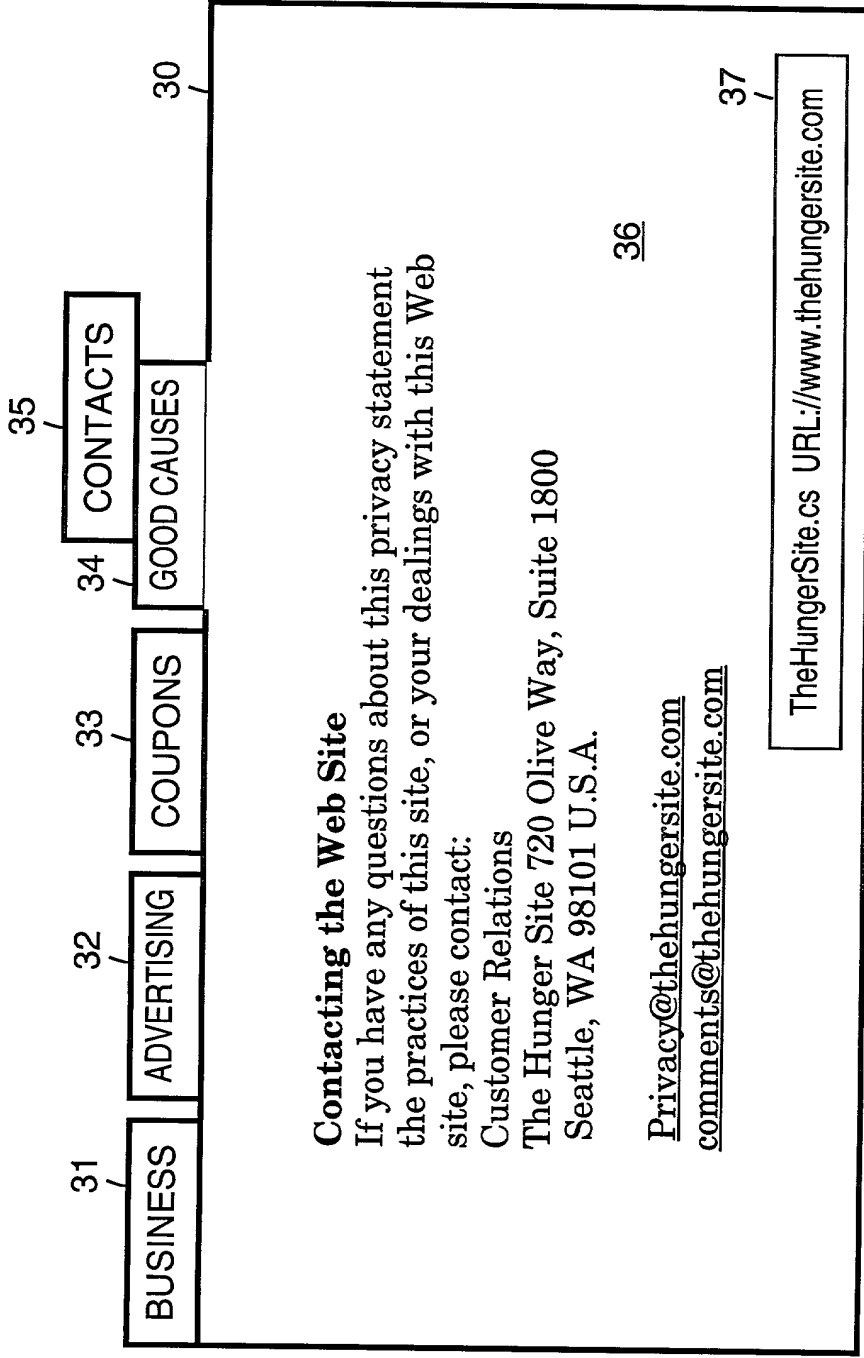 35
31 32 33 34 CONTACTS 30
BUSINESS ADVERTISING COUPONS GOOD CAUSES
Contacting the Web Site
If you have any questions about this privacy statement
the practices of this site, or your dealings with this Web
site, please contact:
Customer Relations
The Hunger Site 720 Olive Way, Suite 1800
Seattle, WA 98101 U.S.A.
36
Privacy@thehungersite.com
comments@thehungersite.com
37
TheHungerSite.cs URL://www.thehungersite.com